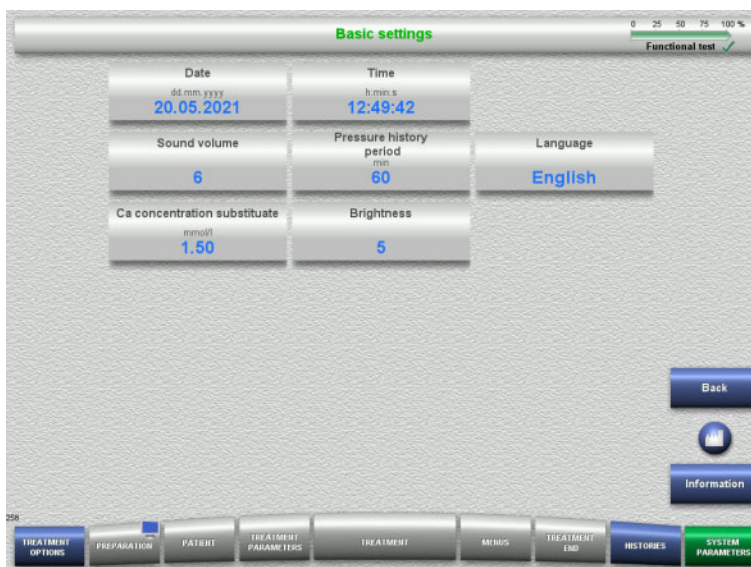 Basic settings
0 25 50 75 100 %
Functional test
Date
dd.mm.yyyy
20.05.2021
Time
h:min:s
12:49:42
Sound volume
6
Pressure history
period
min
60
Language
English
Ca concentration substituate
mmol/l
1.50
Brightness
5
Back
Information
258
TREATMENT
OPTIONS
PREPARATION
PATIENT
TREATMENT
PARAMETERS
TREATMENT
MENUS
TREATMENT
END
HISTORIES
SYSTEM
PARAMETERS